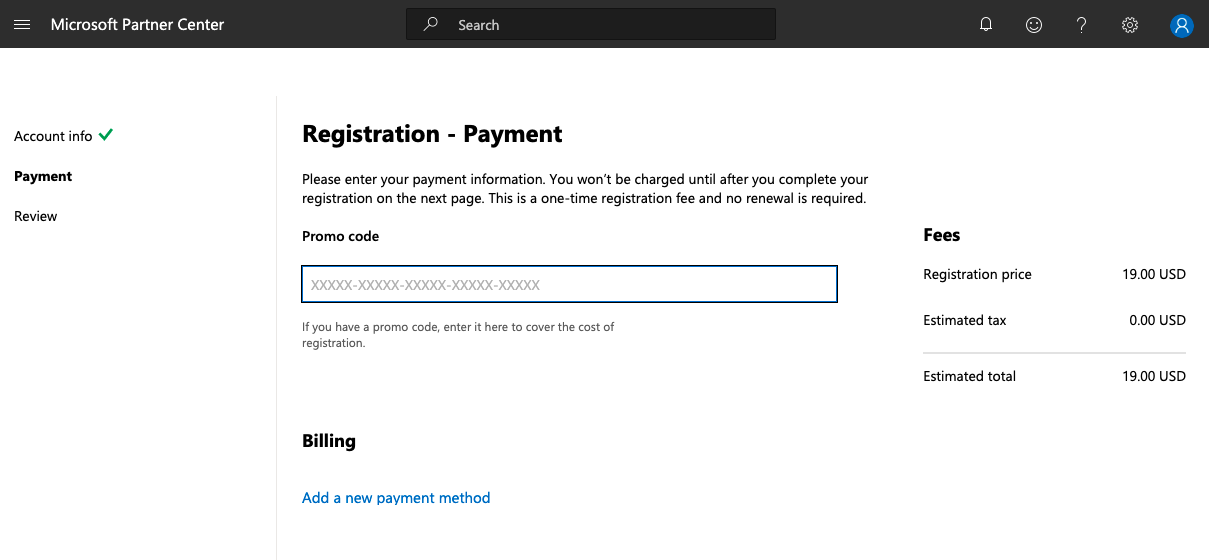 Microsoft Partner Center
Search
Account info
Payment
Review
Registration - Payment
Please enter your payment information. You won't be charged until after you complete your
registration on the next page. This is a one-time registration fee and no renewal is required.
Promo code
XXXXX-XXXXX-XXXXX-XXXXX-XXXXX
If you have a promo code, enter it here to cover the cost of
registration.
Fees
Registration price 19.00 USD
Estimated tax 0.00 USD
Estimated total 19.00 USD
Billing
Add a new payment method